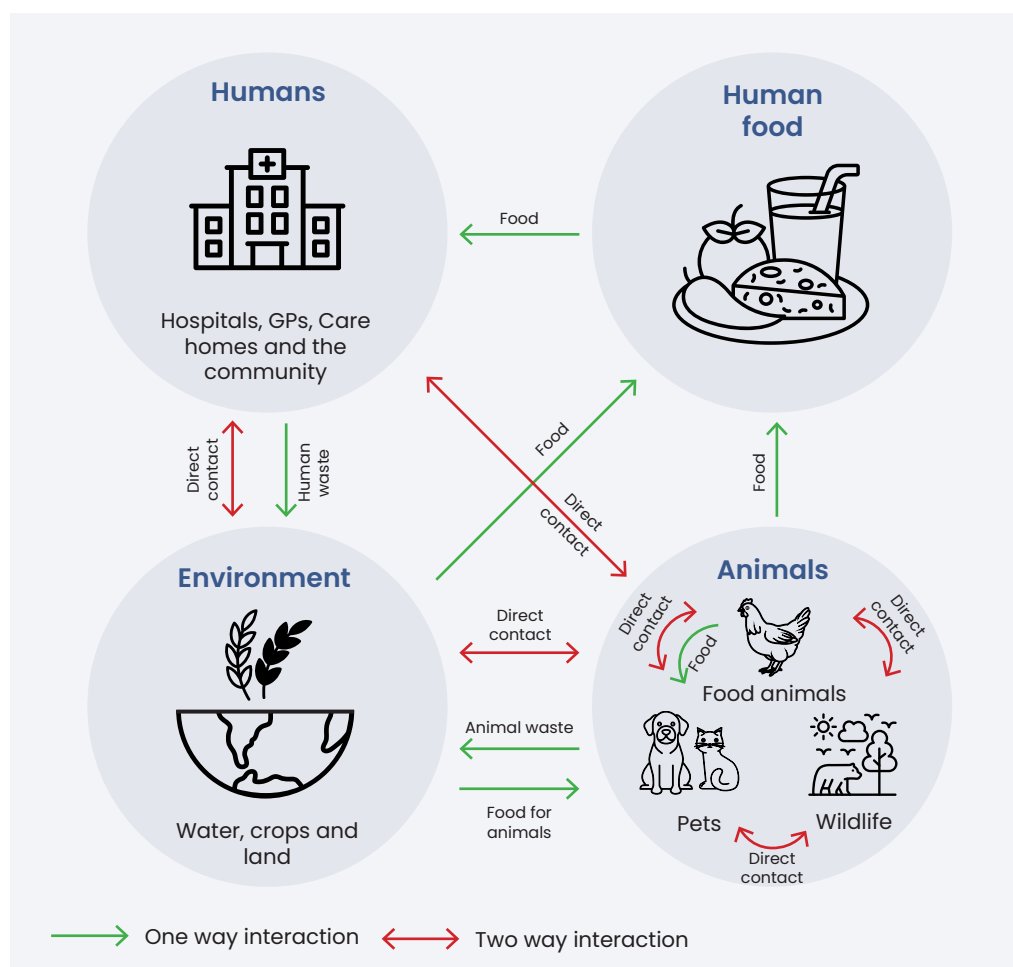 Humans
Hospitals, GPs, Care
homes and the
community
Food
Human
food
Direct
contact
Human
waste
Food
Direct
contact
Food
Environment
Water, crops and
land
Direct
contact
Animal waste
Food for
animals
Animals
Direct
contact
Food
Direct
contact
Food animals
Pets
Wildlife
Direct
contact
One way interaction
Two way interaction